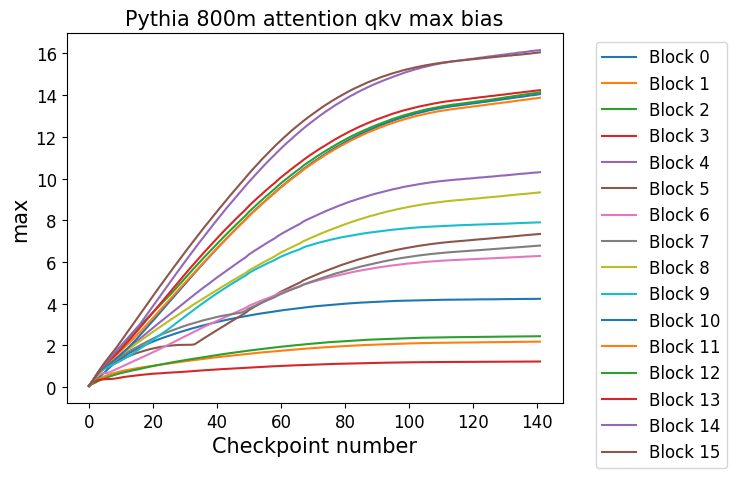 Pythia 800m attention qkv max bias
max
16
14
12
10
8
6
4
2
0
0 20 40 60 80 100 120 140
Checkpoint number
Block 0
Block 1
Block 2
Block 3
Block 4
Block 5
Block 6
Block 7
Block 8
Block 9
Block 10
Block 11
Block 12
Block 13
Block 14
Block 15